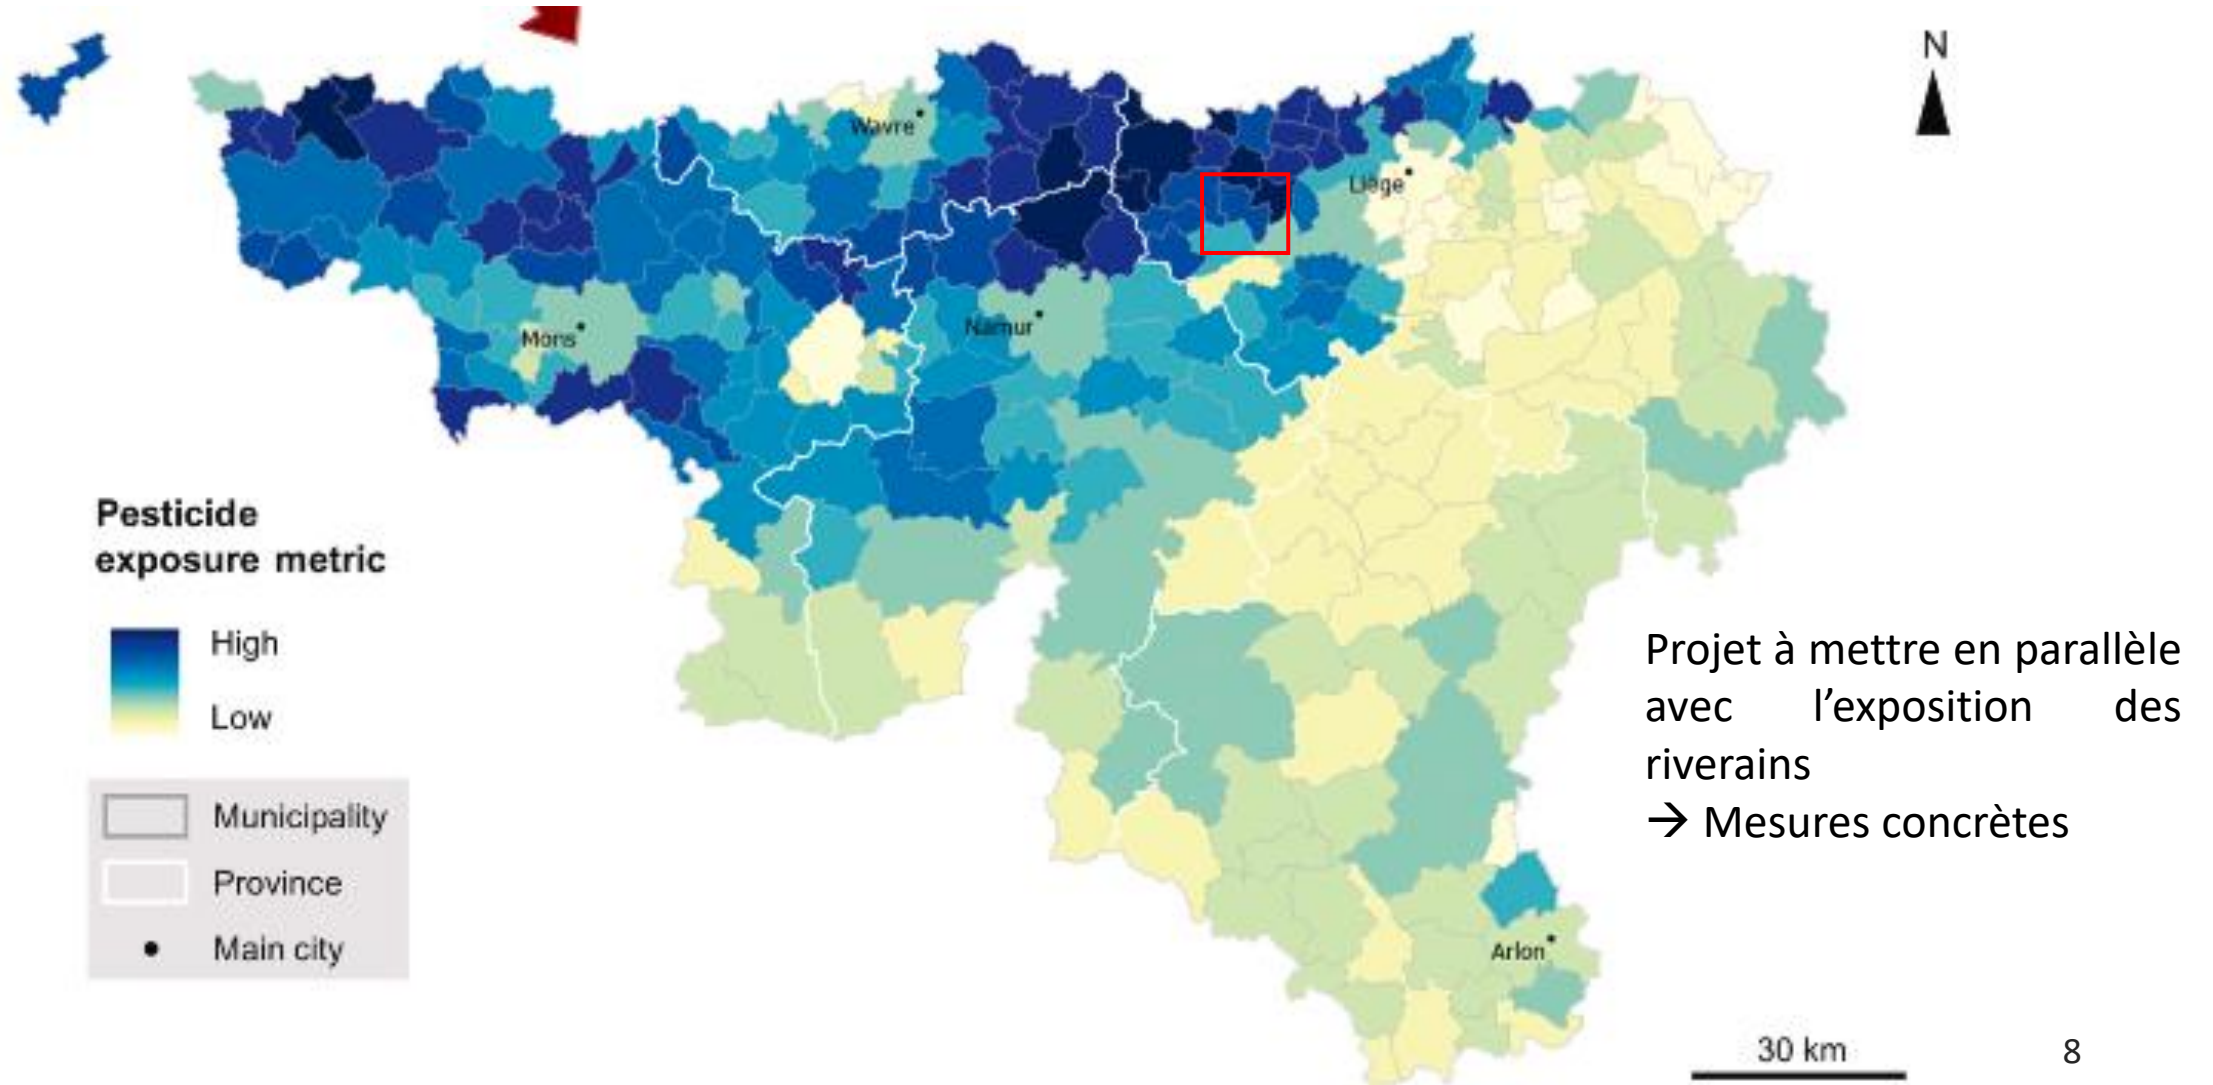 N
Wavre
Liège
Mons
Namur
Pesticide
exposure metric
High
Low
Municipality
Province
Main city
Projet à mettre en parallèle
avec l’exposition des
riverains
→ Mesures concrètes
Arlon
30 km
8